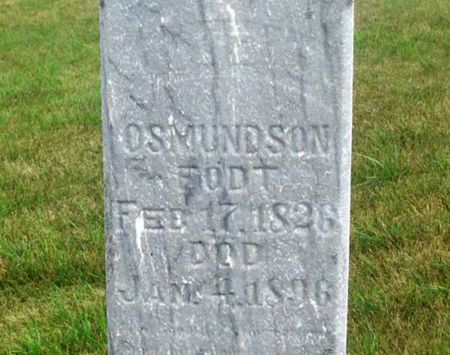 OSMUNDSON
FODT
FEB 17. 1826
DOD
JAN. 4. 1896